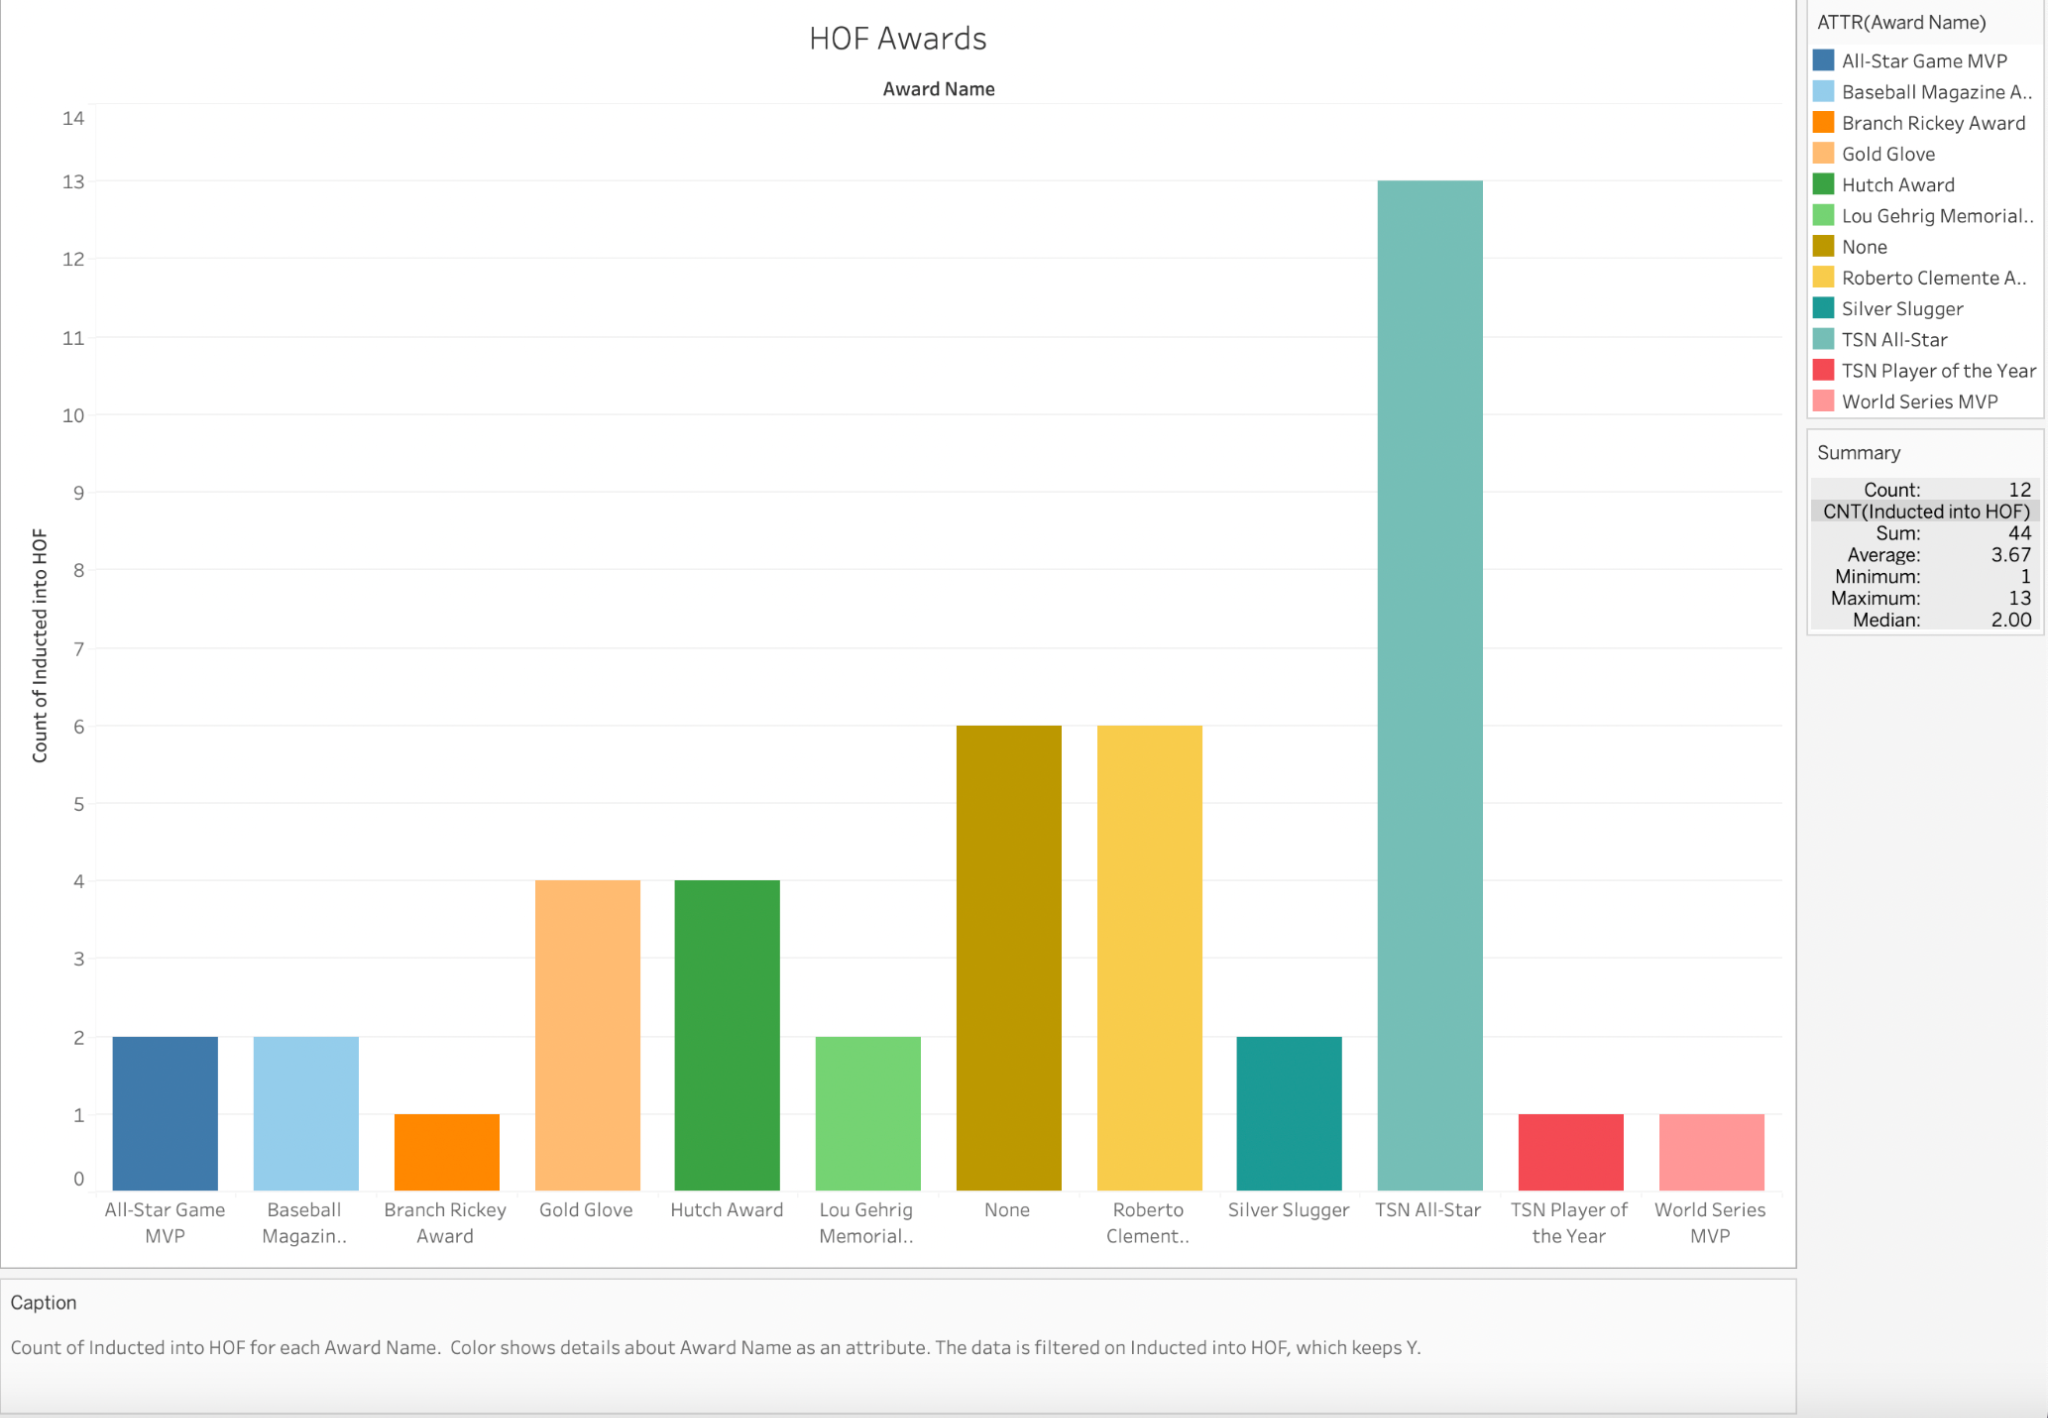 HOF Awards
Award Name
14
13
12
11
10
9
8
7
6
5
4
3
2
1
0
Count of Inducted into HOF
All-Star Game MVP
Baseball Magazin..
Branch Rickey Award
Gold Glove
Hutch Award
Lou Gehrig Memorial..
None
Roberto Clement..
Silver Slugger
TSN All-Star
TSN Player of the Year
World Series MVP
ATTR(Award Name)
All-Star Game MVP
Baseball Magazine A..
Branch Rickey Award
Gold Glove
Hutch Award
Lou Gehrig Memorial..
None
Roberto Clemente A..
Silver Slugger
TSN All-Star
TSN Player of the Year
World Series MVP
Summary
Count: 12
CNT(Inducted into HOF)
Sum: 44
Average: 3.67
Minimum: 1
Maximum: 13
Median: 2.00
Caption
Count of Inducted into HOF for each Award Name.  Color shows details about Award Name as an attribute. The data is filtered on Inducted into HOF, which keeps Y.